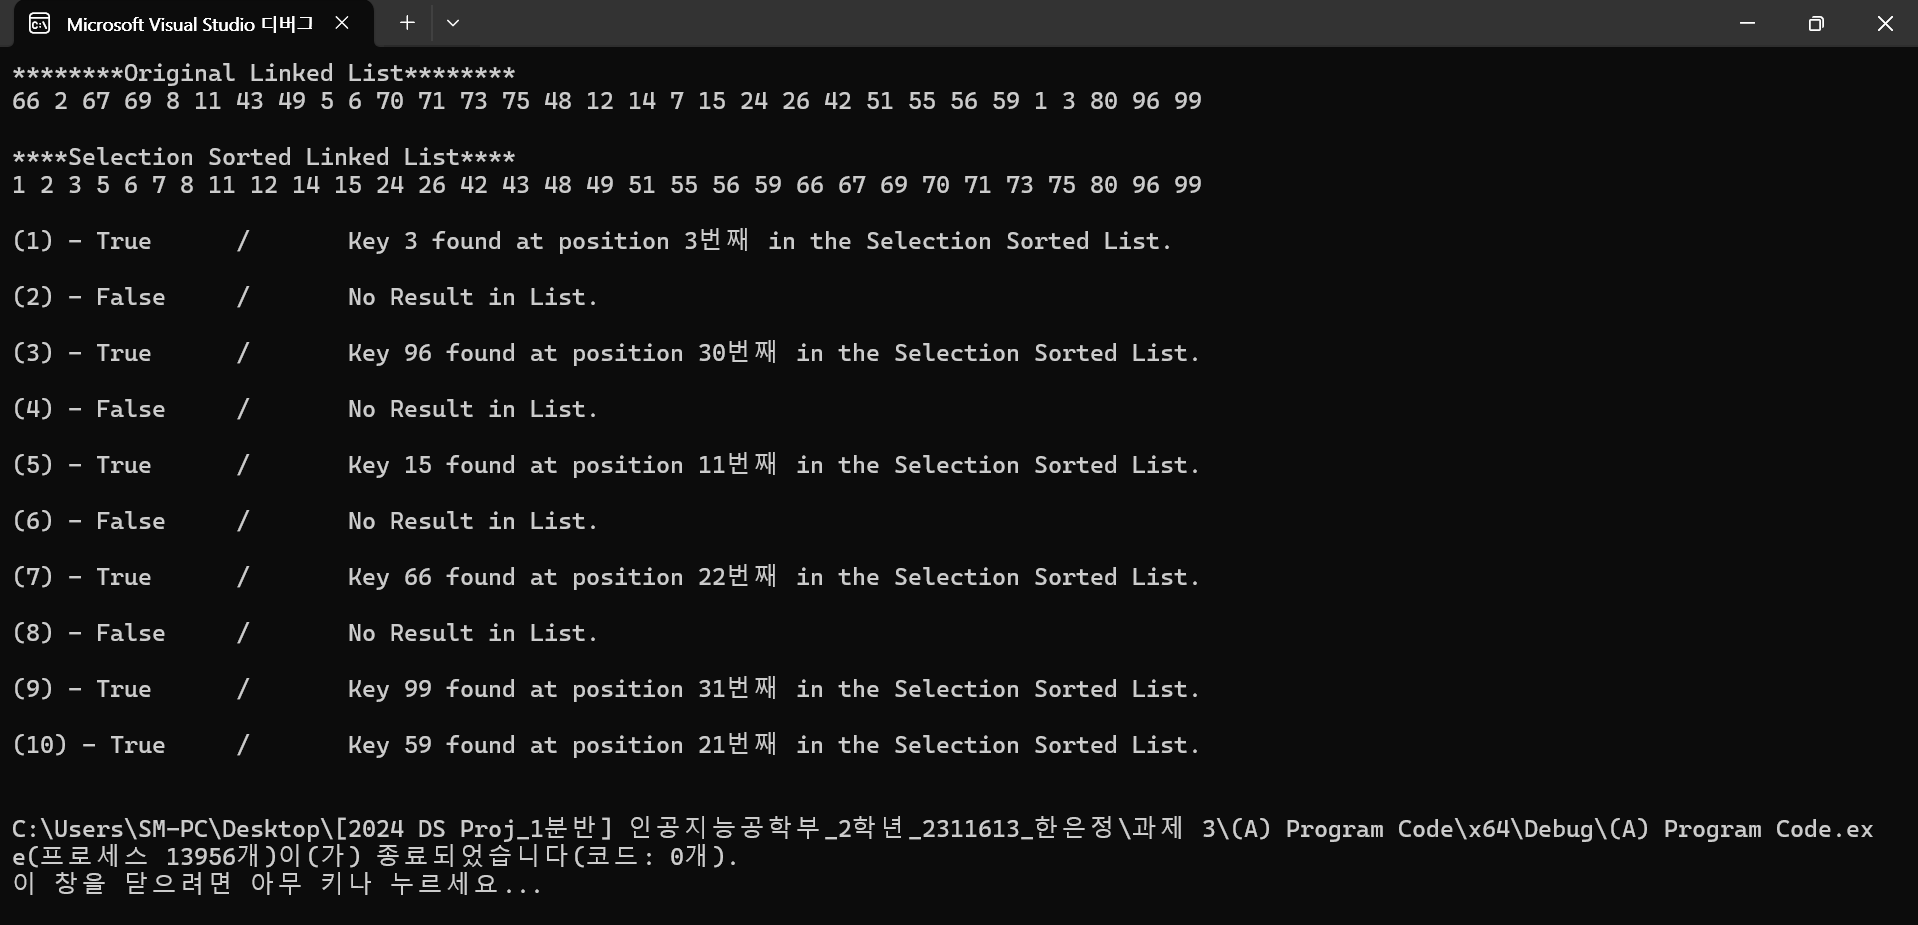 Microsoft Visual Studio 디버그
********Original Linked List********
66 2 67 69 8 11 43 49 5 6 70 71 73 75 48 12 14 7 15 24 26 42 51 55 56 59 1 3 80 96 99
****Selection Sorted Linked List****
1 2 3 5 6 7 8 11 12 14 15 24 26 42 43 48 49 51 55 56 59 66 67 69 70 71 73 75 80 96 99
(1) - True / Key 3 found at position 3번째 in the Selection Sorted List.
(2) - False / No Result in List.
(3) - True / Key 96 found at position 30번째 in the Selection Sorted List.
(4) - False / No Result in List.
(5) - True / Key 15 found at position 11번째 in the Selection Sorted List.
(6) - False / No Result in List.
(7) - True / Key 66 found at position 22번째 in the Selection Sorted List.
(8) - False / No Result in List.
(9) - True / Key 99 found at position 31번째 in the Selection Sorted List.
(10) - True / Key 59 found at position 21번째 in the Selection Sorted List.
C:\Users\SM-PC\Desktop\[2024 DS Proj_1분반] 인공지능공학부_2학년_2311613_한은정\과제 3\(A) Program Code\x64\Debug\(A) Program Code.ex
e(프로세스 13956개)이(가) 종료되었습니다(코드: 0개).
이 창을 닫으려면 아무 키나 누르세요...